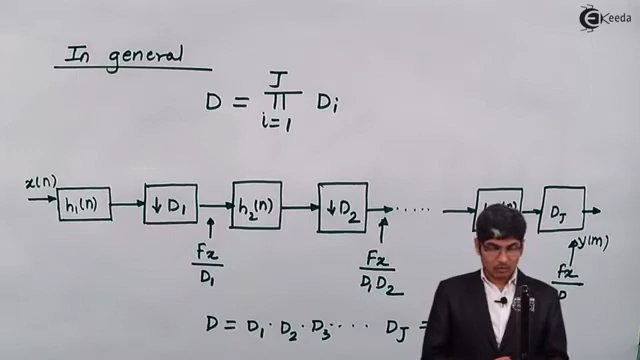 EKeeda
In general
D = J Π i=1 Di
x(n) h1(n) ↓ D1 h2(n) ↓ D2 ..... DJ y(m)
Fx/D1 Fx/D1D2 Fx/D
D = D1 · D2 · D3 ..... DJ =